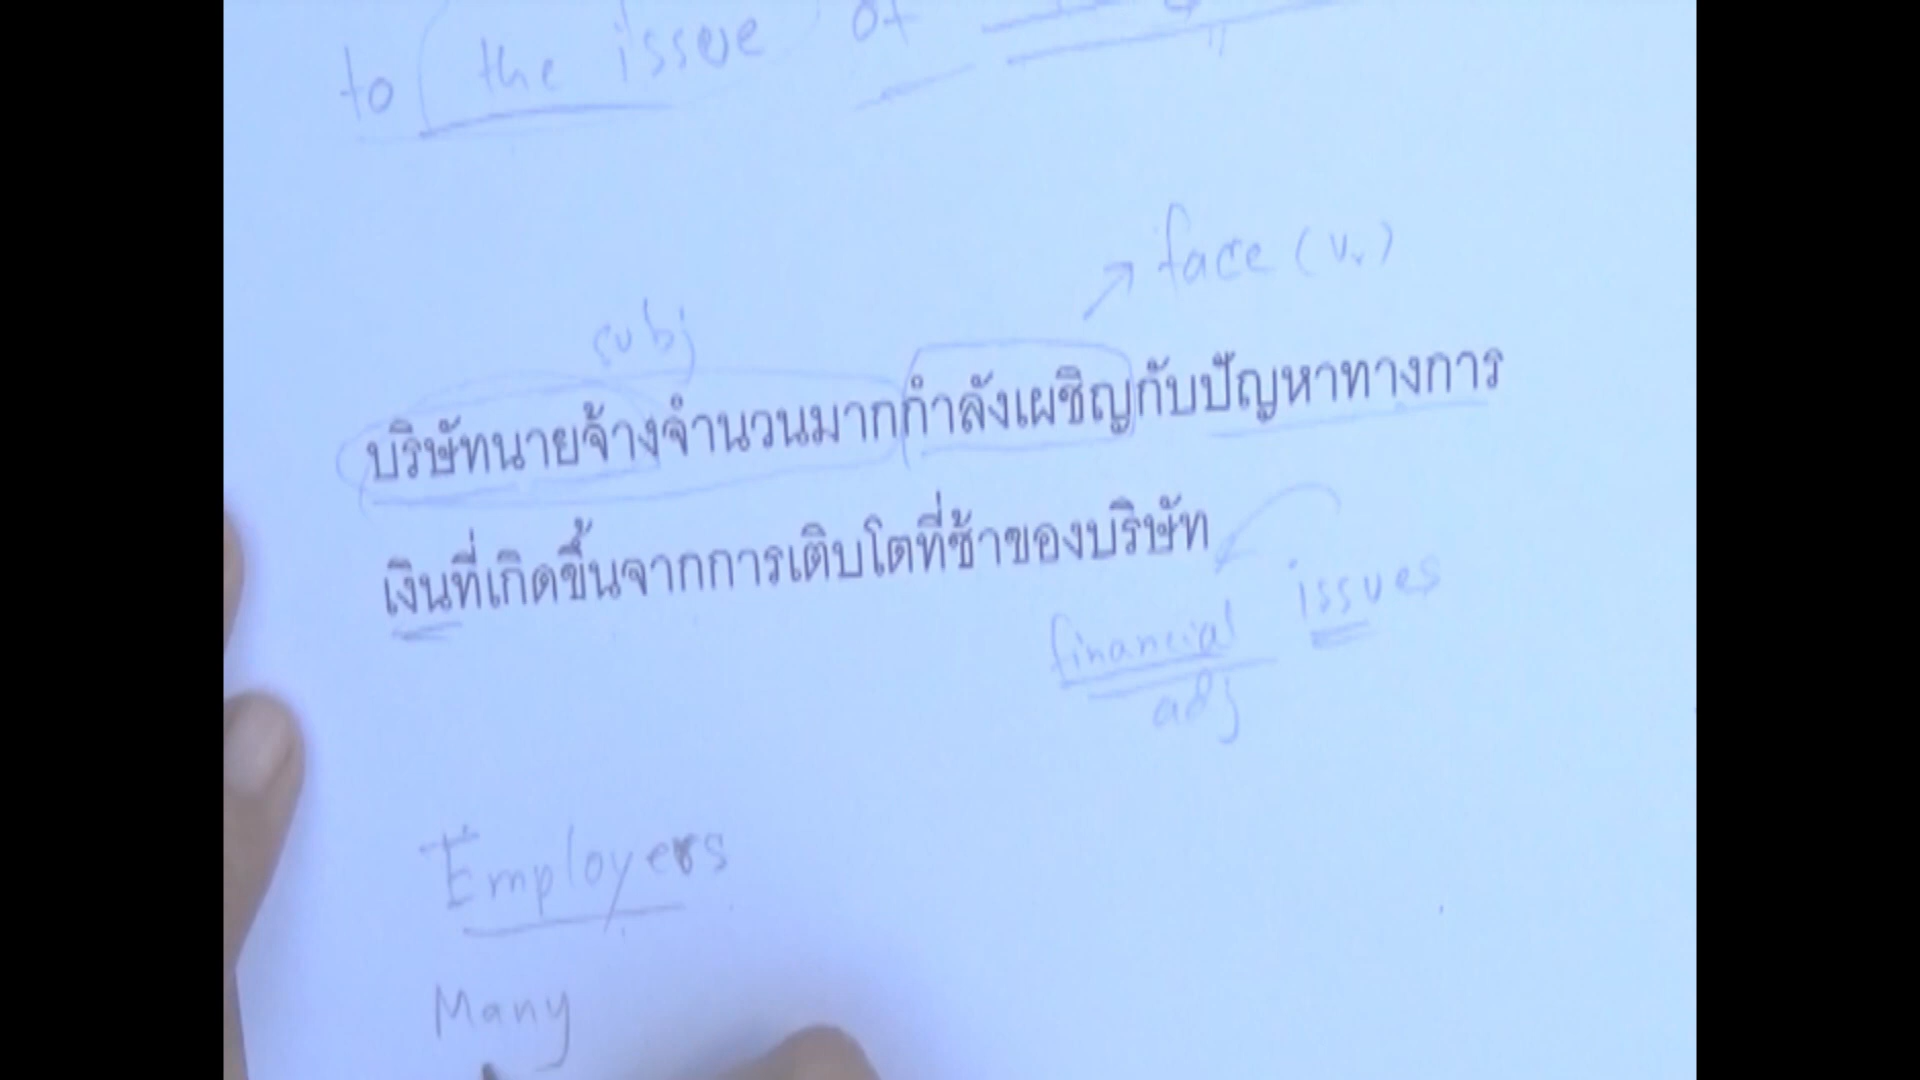 to the issue of
face (v.)
subj
บริษัทนายจ้างจำนวนมากกำลังเผชิญกับปัญหาทางการ
เงินที่เกิดขึ้นจากการเติบโตที่ช้าของบริษัท
financial issues
adj
Employers
Many